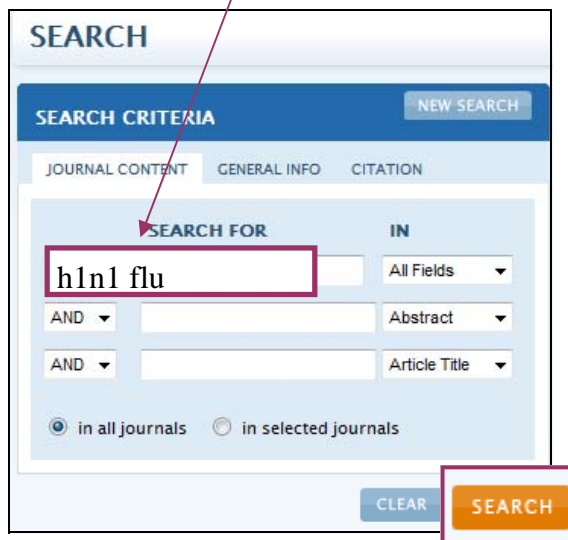 SEARCH
SEARCH CRITERIA NEW SEARCH
JOURNAL CONTENT GENERAL INFO CITATION
SEARCH FOR IN
h1n1 flu All Fields
AND Abstract
AND Article Title
in all journals in selected journals
CLEAR SEARCH